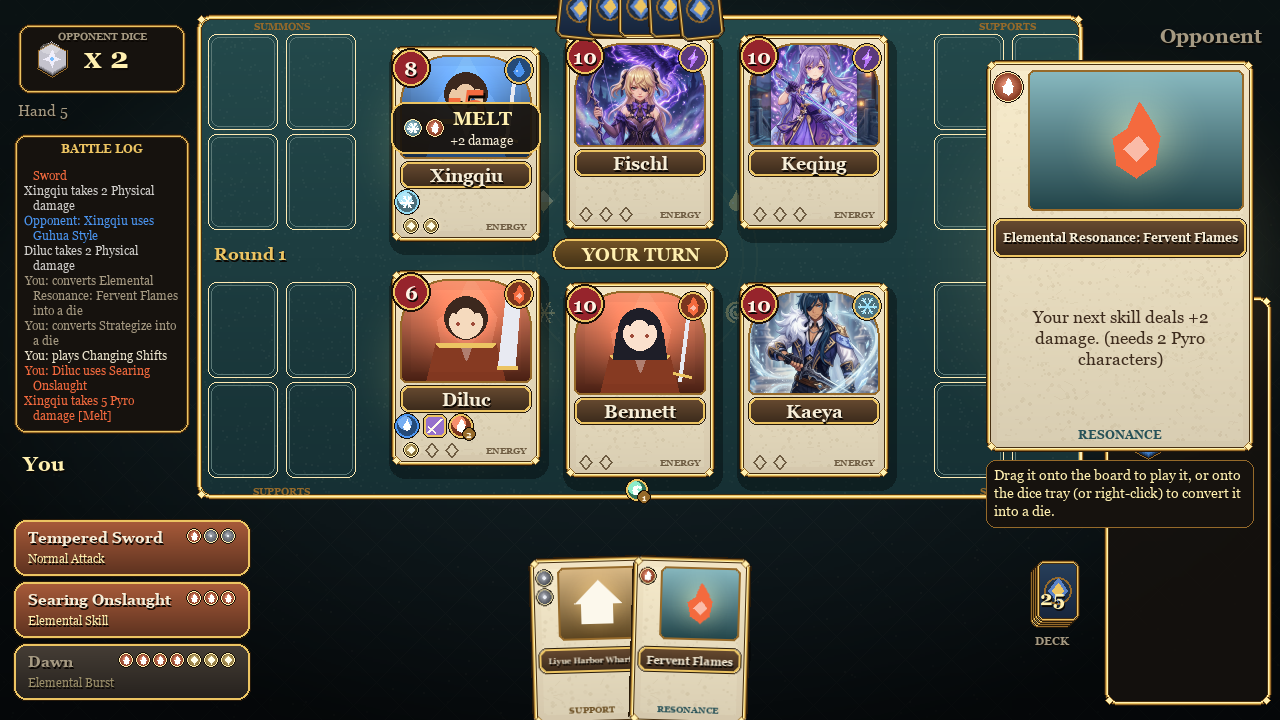 OPPONENT DICE
x 2
Hand 5
BATTLE LOG
Sword
Xingqiu takes 2 Physical
damage
Opponent: Xingqiu uses
Guhua Style
Diluc takes 2 Physical
damage
You: converts Elemental
Resonance: Fervent Flames
into a die
You: converts Strategize into
a die
You: plays Changing Shifts
You: Diluc uses Searing
Onslaught
Xingqiu takes 5 Pyro
damage [Melt]
You
SUMMONS
SUPPORTS
Opponent
8
MELT
+2 damage
Xingqiu
ENERGY
10
Fischl
ENERGY
10
Keqing
ENERGY
Round 1
YOUR TURN
6
Diluc
2
ENERGY
10
Bennett
ENERGY
10
Kaeya
ENERGY
SUPPORTS
1
Elemental Resonance: Fervent Flames
Your next skill deals +2
damage. (needs 2 Pyro
characters)
RESONANCE
Drag it onto the board to play it, or onto
the dice tray (or right-click) to convert it
into a die.
Tempered Sword
Normal Attack
Searing Onslaught
Elemental Skill
Dawn
Elemental Burst
Liyue Harbor Wharf
SUPPORT
Fervent Flames
RESONANCE
25
DECK